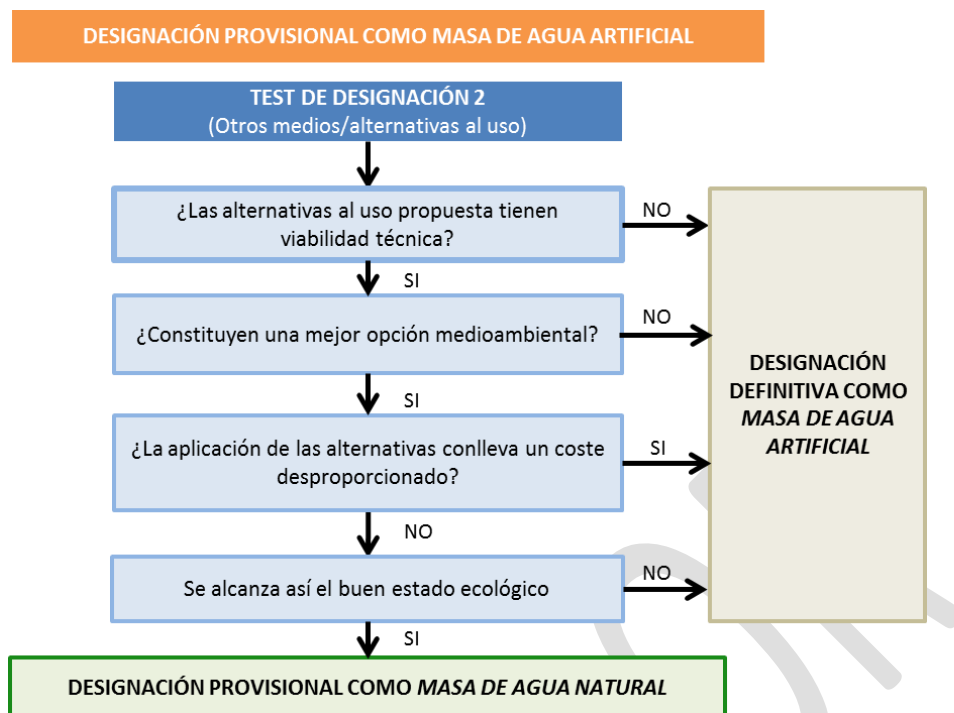 DESIGNACIÓN PROVISIONAL COMO MASA DE AGUA ARTIFICIAL
TEST DE DESIGNACIÓN 2
(Otros medios/alternativas al uso)
¿Las alternativas al uso propuesta tienen
viabilidad técnica?
NO
SI
¿Constituyen una mejor opción medioambiental?
NO
SI
¿La aplicación de las alternativas conlleva un coste
desproporcionado?
SI
NO
Se alcanza así el buen estado ecológico
NO
SI
DESIGNACIÓN
DEFINITIVA COMO
MASA DE AGUA
ARTIFICIAL
DESIGNACIÓN PROVISIONAL COMO MASA DE AGUA NATURAL